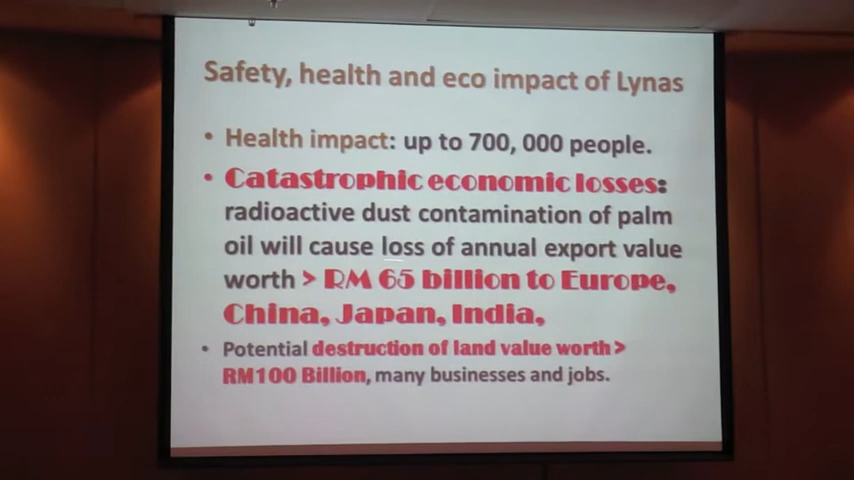 Safety, health and eco impact of Lynas
• Health impact: up to 700, 000 people.
• Catastrophic economic losses:
radioactive dust contamination of palm
oil will cause loss of annual export value
worth > RM 65 billion to Europe,
China, Japan, India,
• Potential destruction of land value worth >
RM100 Billion, many businesses and jobs.